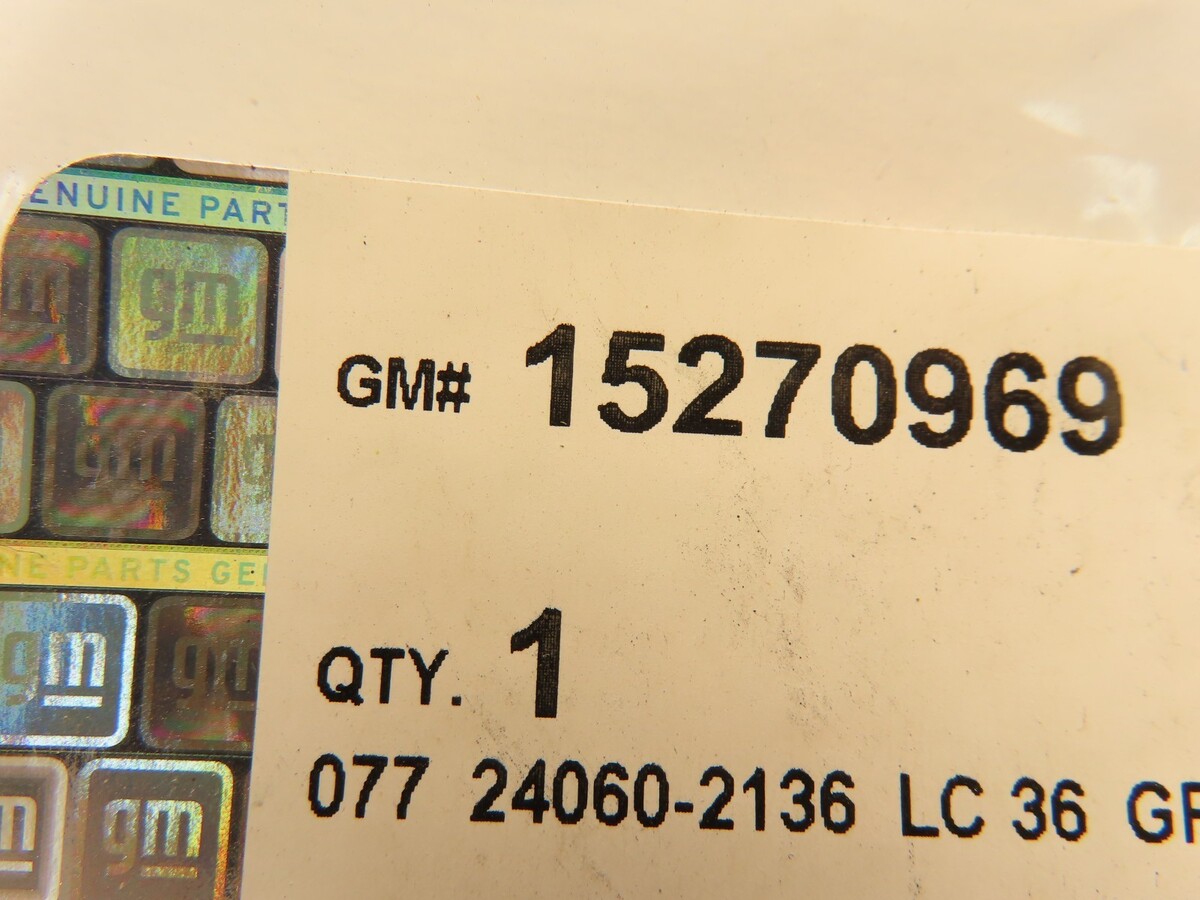 ENUINE PART
gm
GM# 15270969
gm
NE PARTS GEN
gm gm
QTY. 1
077 24060-2136 LC 36 GF
gm